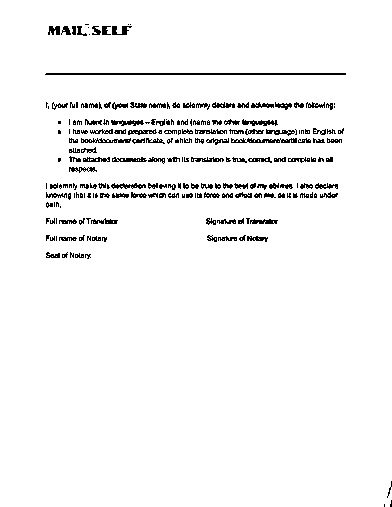 MAIL SELF
I, (your full name), of (your State name), do solemnly declare and acknowledge the following:
• I am fluent in languages – English and (name the other languages).
• I have worked and prepared a complete translation from (other language) into English of
the book/document/ certificate, of which the original book/document/certificate has been
attached.
• The attached documents along with its translation is true, correct, and complete in all
respects.
I solemnly make this declaration believing it to be true to the best of my abilities. I also declare
knowing that it is the same force which can use its force and effect on me, as it is made under
oath.
Full name of Translator Signature of Translator
Full name of Notary Signature of Notary
Seal of Notary.